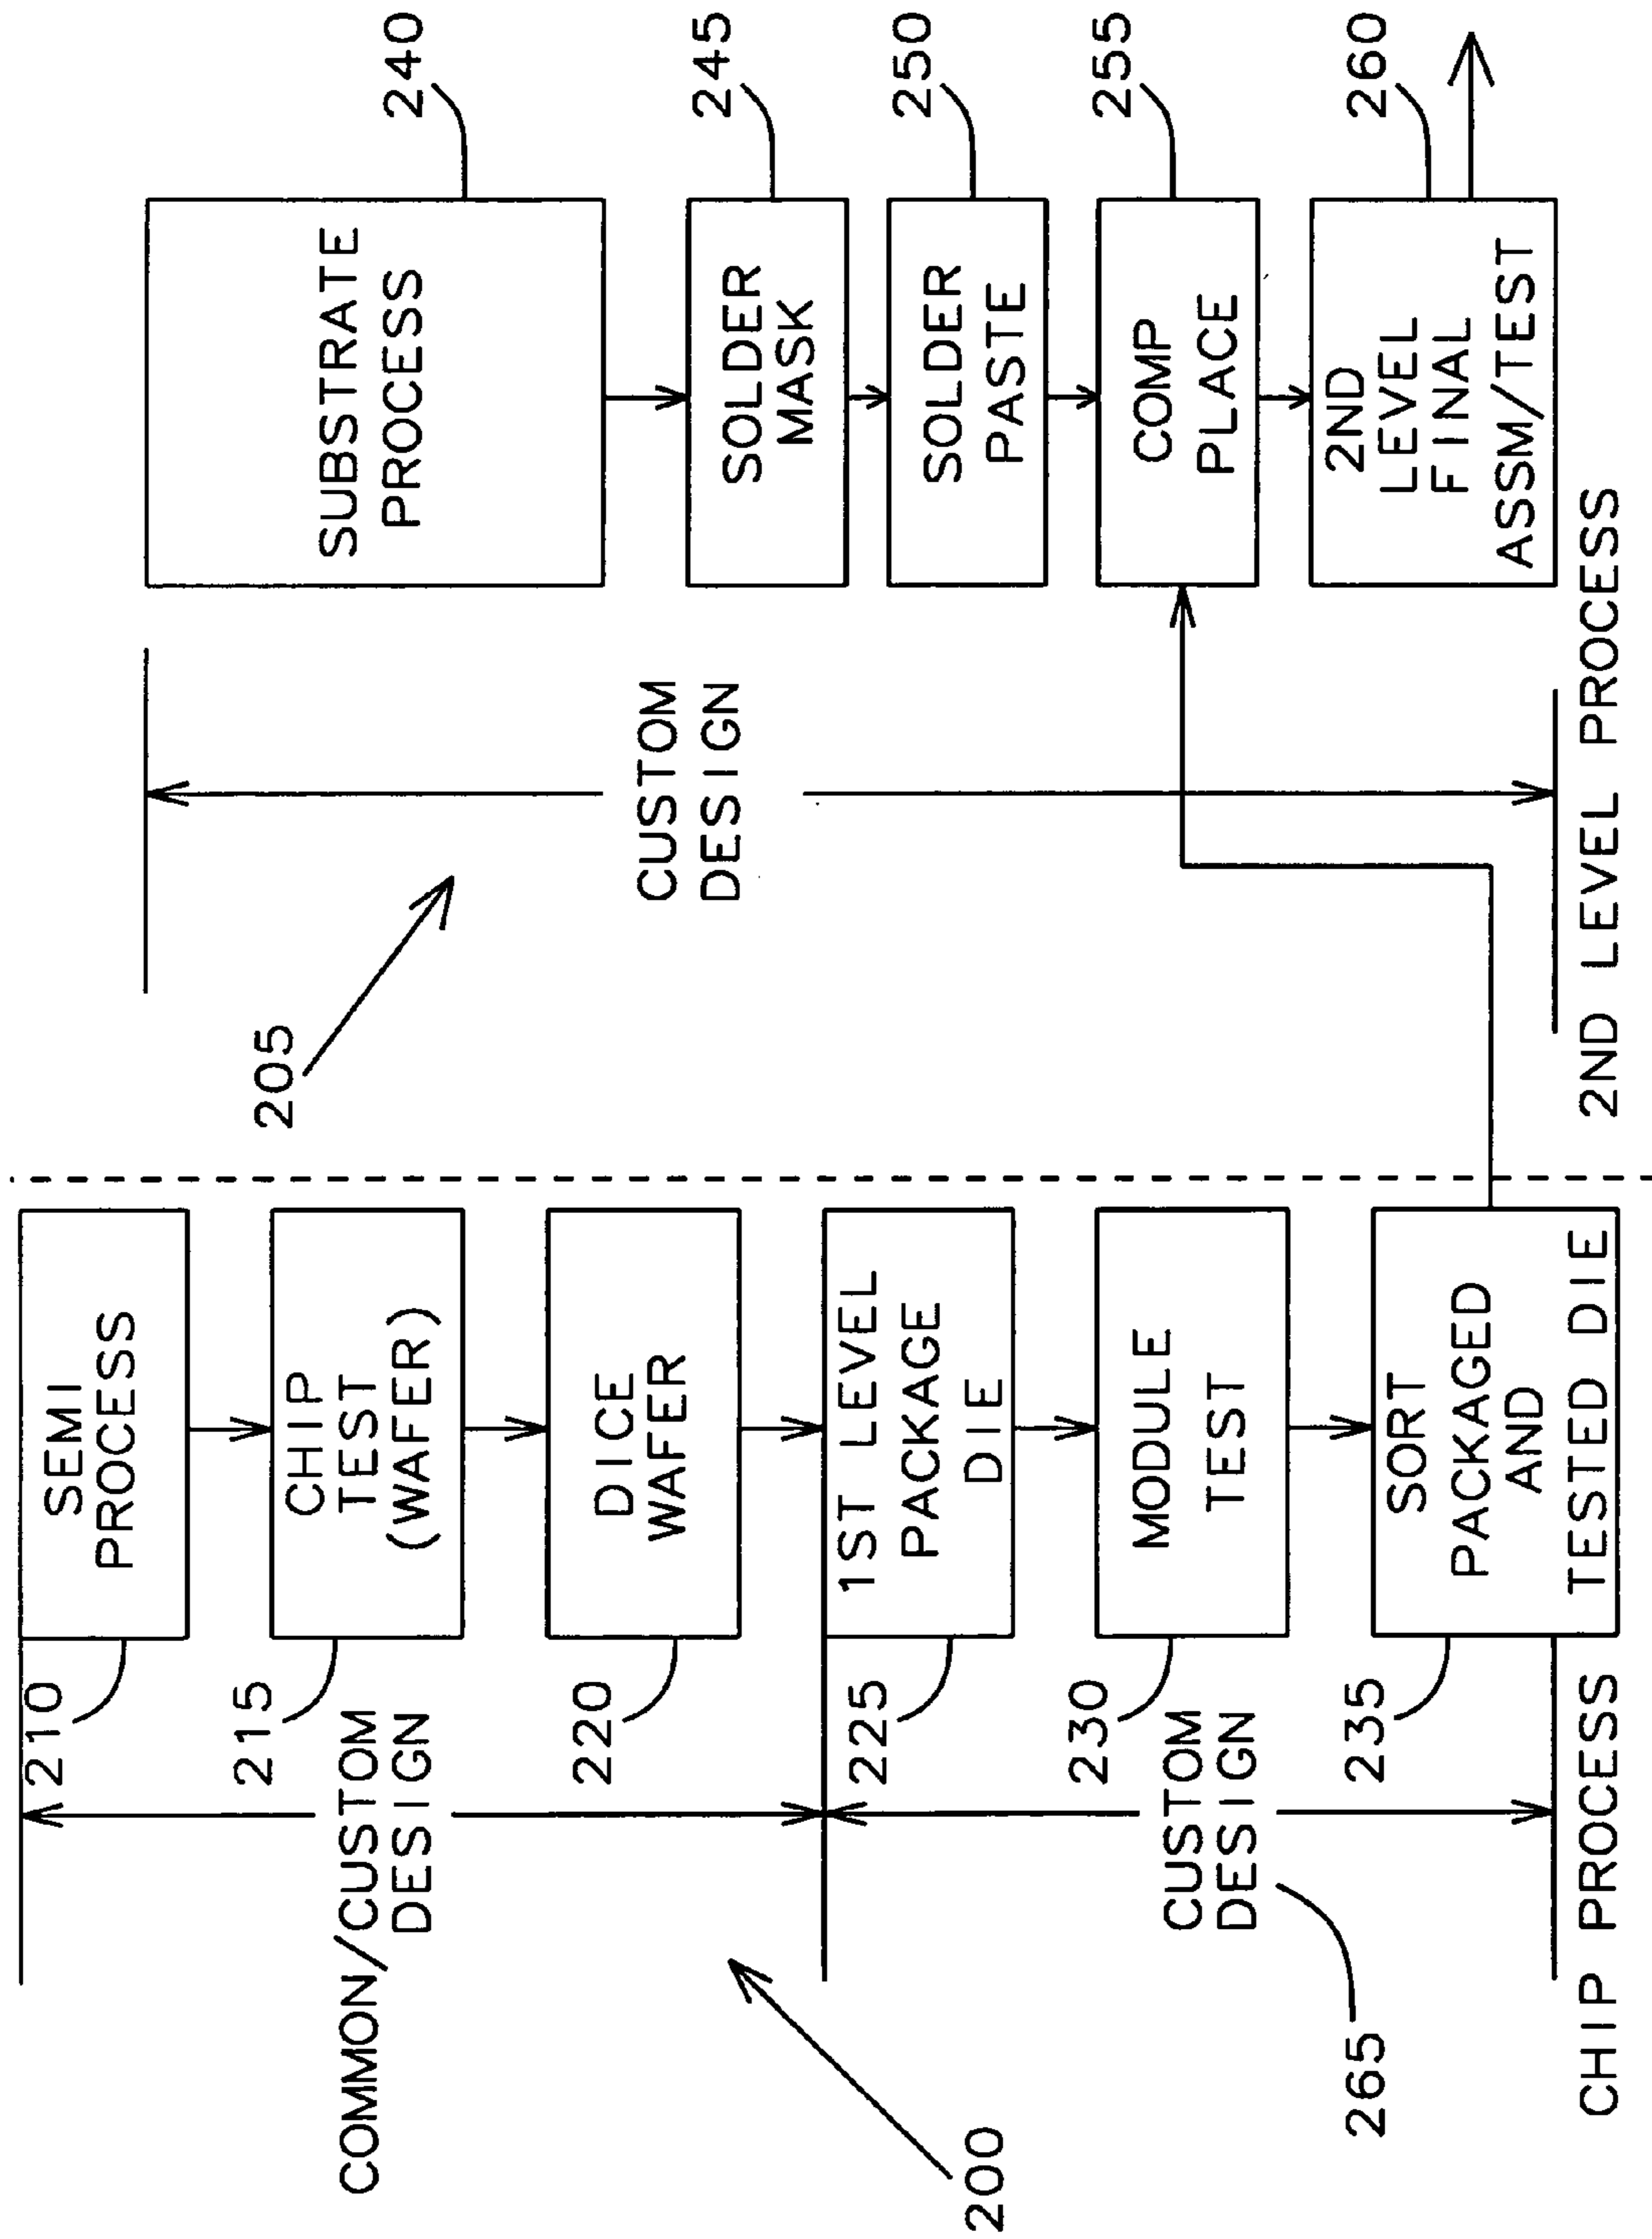 200
COMMON/CUSTOM
DESIGN
210
SEMI
PROCESS
215
CHIP
TEST
(WAFER)
220
DICE
WAFER
265
CUSTOM
DESIGN
225
1ST LEVEL
PACKAGE
DIE
230
MODULE
TEST
235
SORT
PACKAGED
AND
TESTED DIE
CHIP PROCESS
205
CUSTOM
DESIGN
SUBSTRATE
PROCESS
240
SOLDER
MASK
245
SOLDER
PASTE
250
COMP
PLACE
255
2ND
LEVEL
FINAL
ASSM/TEST
260
2ND LEVEL PROCESS